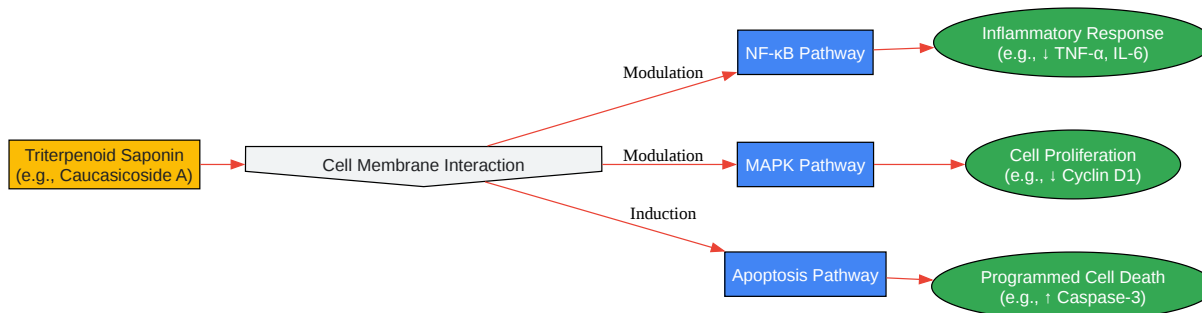 Triterpenoid Saponin
(e.g., Caucasicoside A)
Cell Membrane Interaction
Modulation
NF-κB Pathway
Inflammatory Response
(e.g., ↓ TNF-α, IL-6)
Modulation
MAPK Pathway
Cell Proliferation
(e.g., ↓ Cyclin D1)
Induction
Apoptosis Pathway
Programmed Cell Death
(e.g., ↑ Caspase-3)